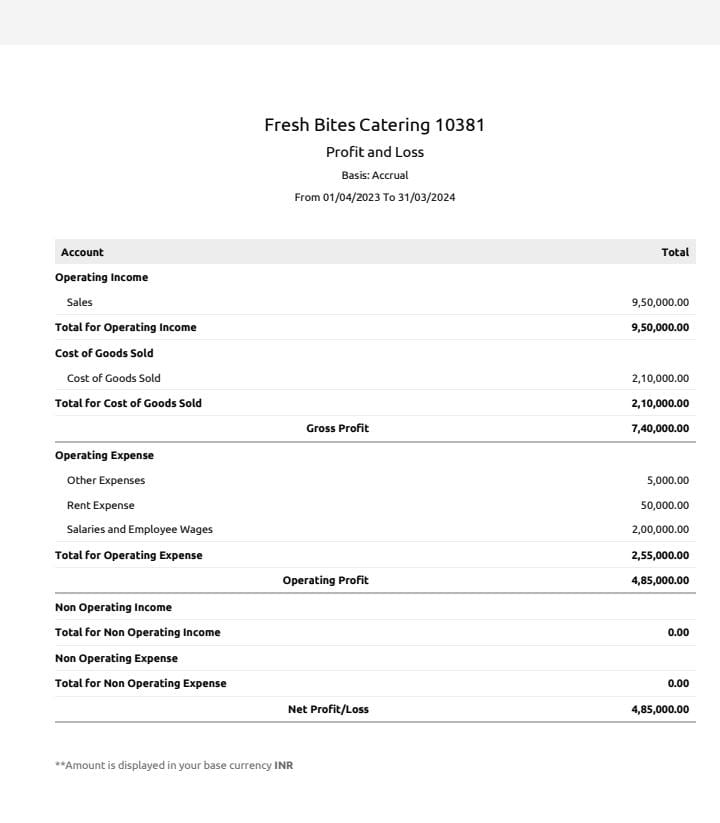 Fresh Bites Catering 10381
Profit and Loss
Basis: Accrual
From 01/04/2023 To 31/03/2024
Account Total
Operating Income
Sales 9,50,000.00
Total for Operating Income 9,50,000.00
Cost of Goods Sold
Cost of Goods Sold 2,10,000.00
Total for Cost of Goods Sold 2,10,000.00
Gross Profit 7,40,000.00
Operating Expense
Other Expenses 5,000.00
Rent Expense 50,000.00
Salaries and Employee Wages 2,00,000.00
Total for Operating Expense 2,55,000.00
Operating Profit 4,85,000.00
Non Operating Income
Total for Non Operating Income 0.00
Non Operating Expense
Total for Non Operating Expense 0.00
Net Profit/Loss 4,85,000.00
**Amount is displayed in your base currency INR